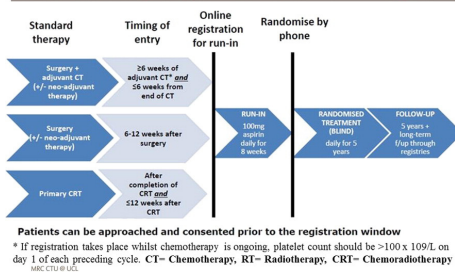 Standard
therapy
Timing of
entry
Online
registration
for run-in
Randomise by
phone
Surgery +
adjuvant CT
(+/- neo-adjuvant
therapy)
≥6 weeks of
adjuvant CT* and
≤6 weeks from
end of CT
Surgery
(+/- neo-adjuvant
therapy)
6-12 weeks after
surgery
Primary CRT
After
completion of
CRT and
≤12 weeks after
CRT
RUN-IN
100mg
aspirin
daily for
8 weeks
RANDOMISED
TREATMENT
(BLIND)
daily for 5
years
FOLLOW-UP
5 years +
long-term
f/up through
registries
Patients can be approached and consented prior to the registration window
* If registration takes place whilst chemotherapy is ongoing, platelet count should be >100 x 109/L on
day 1 of each preceding cycle. CT= Chemotherapy, RT= Radiotherapy, CRT= Chemoradiotherapy
MRC CTU @ UCL